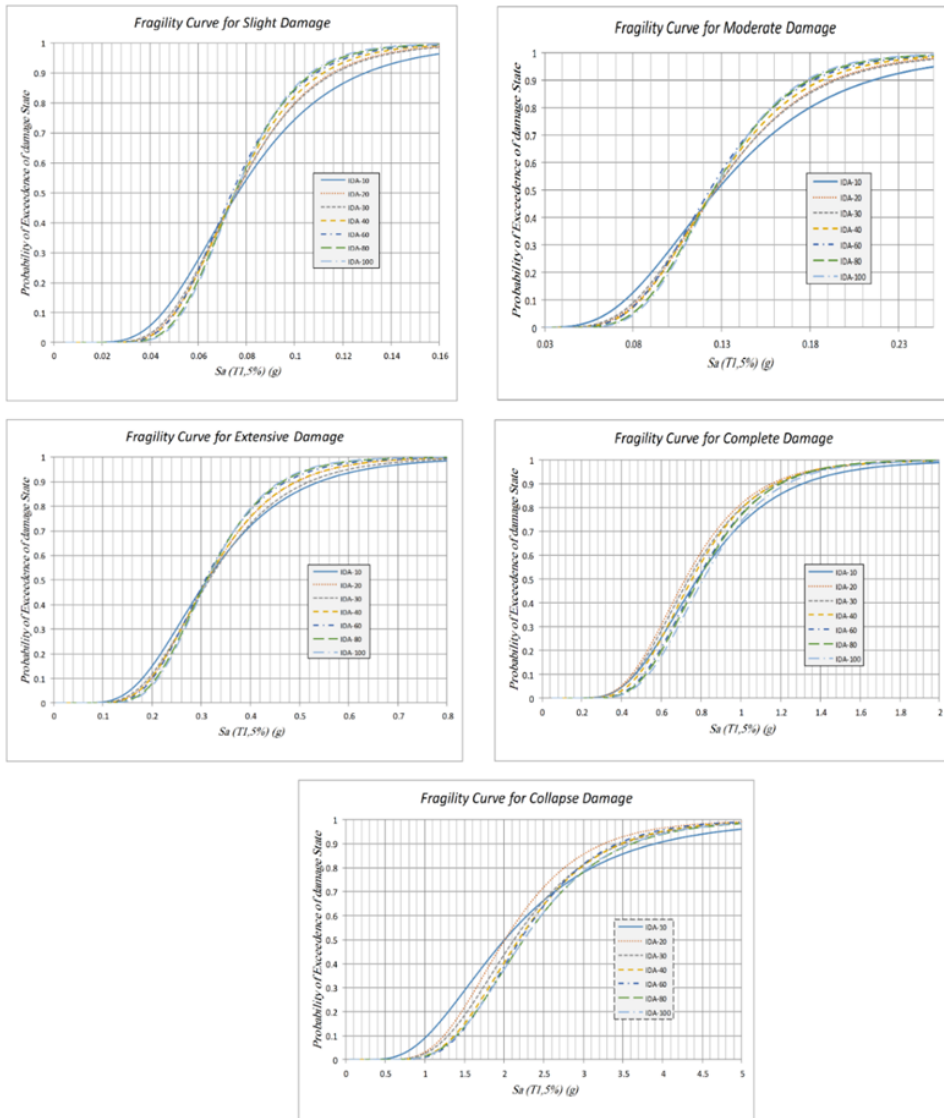 Fragility Curve for Slight Damage
Probability of Exceedence of damage State
1
0.9
0.8
0.7
0.6
0.5
0.4
0.3
0.2
0.1
0
IDA-10
IDA-20
IDA-30
IDA-40
IDA-60
IDA-80
IDA-100
0 0.02 0.04 0.06 0.08 0.1 0.12 0.14 0.16
Sa (T1,5%) (g)
Fragility Curve for Moderate Damage
Probability of Exceedence of damage State
1
0.9
0.8
0.7
0.6
0.5
0.4
0.3
0.2
0.1
0
IDA-10
IDA-20
IDA-30
IDA-40
IDA-60
IDA-80
IDA-100
0.03 0.08 0.13 0.18 0.23
Sa (T1,5%) (g)
Fragility Curve for Extensive Damage
Probability of Exceedence of damage State
1
0.9
0.8
0.7
0.6
0.5
0.4
0.3
0.2
0.1
0
IDA-10
IDA-20
IDA-30
IDA-40
IDA-60
IDA-80
IDA-100
0 0.1 0.2 0.3 0.4 0.5 0.6 0.7 0.8
Sa (T1,5%) (g)
Fragility Curve for Complete Damage
Probability of Exceedence of damage State
1
0.9
0.8
0.7
0.6
0.5
0.4
0.3
0.2
0.1
0
IDA-10
IDA-20
IDA-30
IDA-40
IDA-60
IDA-80
IDA-100
0 0.2 0.4 0.6 0.8 1 1.2 1.4 1.6 1.8 2
Sa (T1,5%) (g)
Fragility Curve for Collapse Damage
Probability of Exceedence of damage State
1
0.9
0.8
0.7
0.6
0.5
0.4
0.3
0.2
0.1
0
IDA-10
IDA-20
IDA-30
IDA-40
IDA-60
IDA-80
IDA-100
0 0.5 1 1.5 2 2.5 3 3.5 4 4.5 5
Sa (T1,5%) (g)